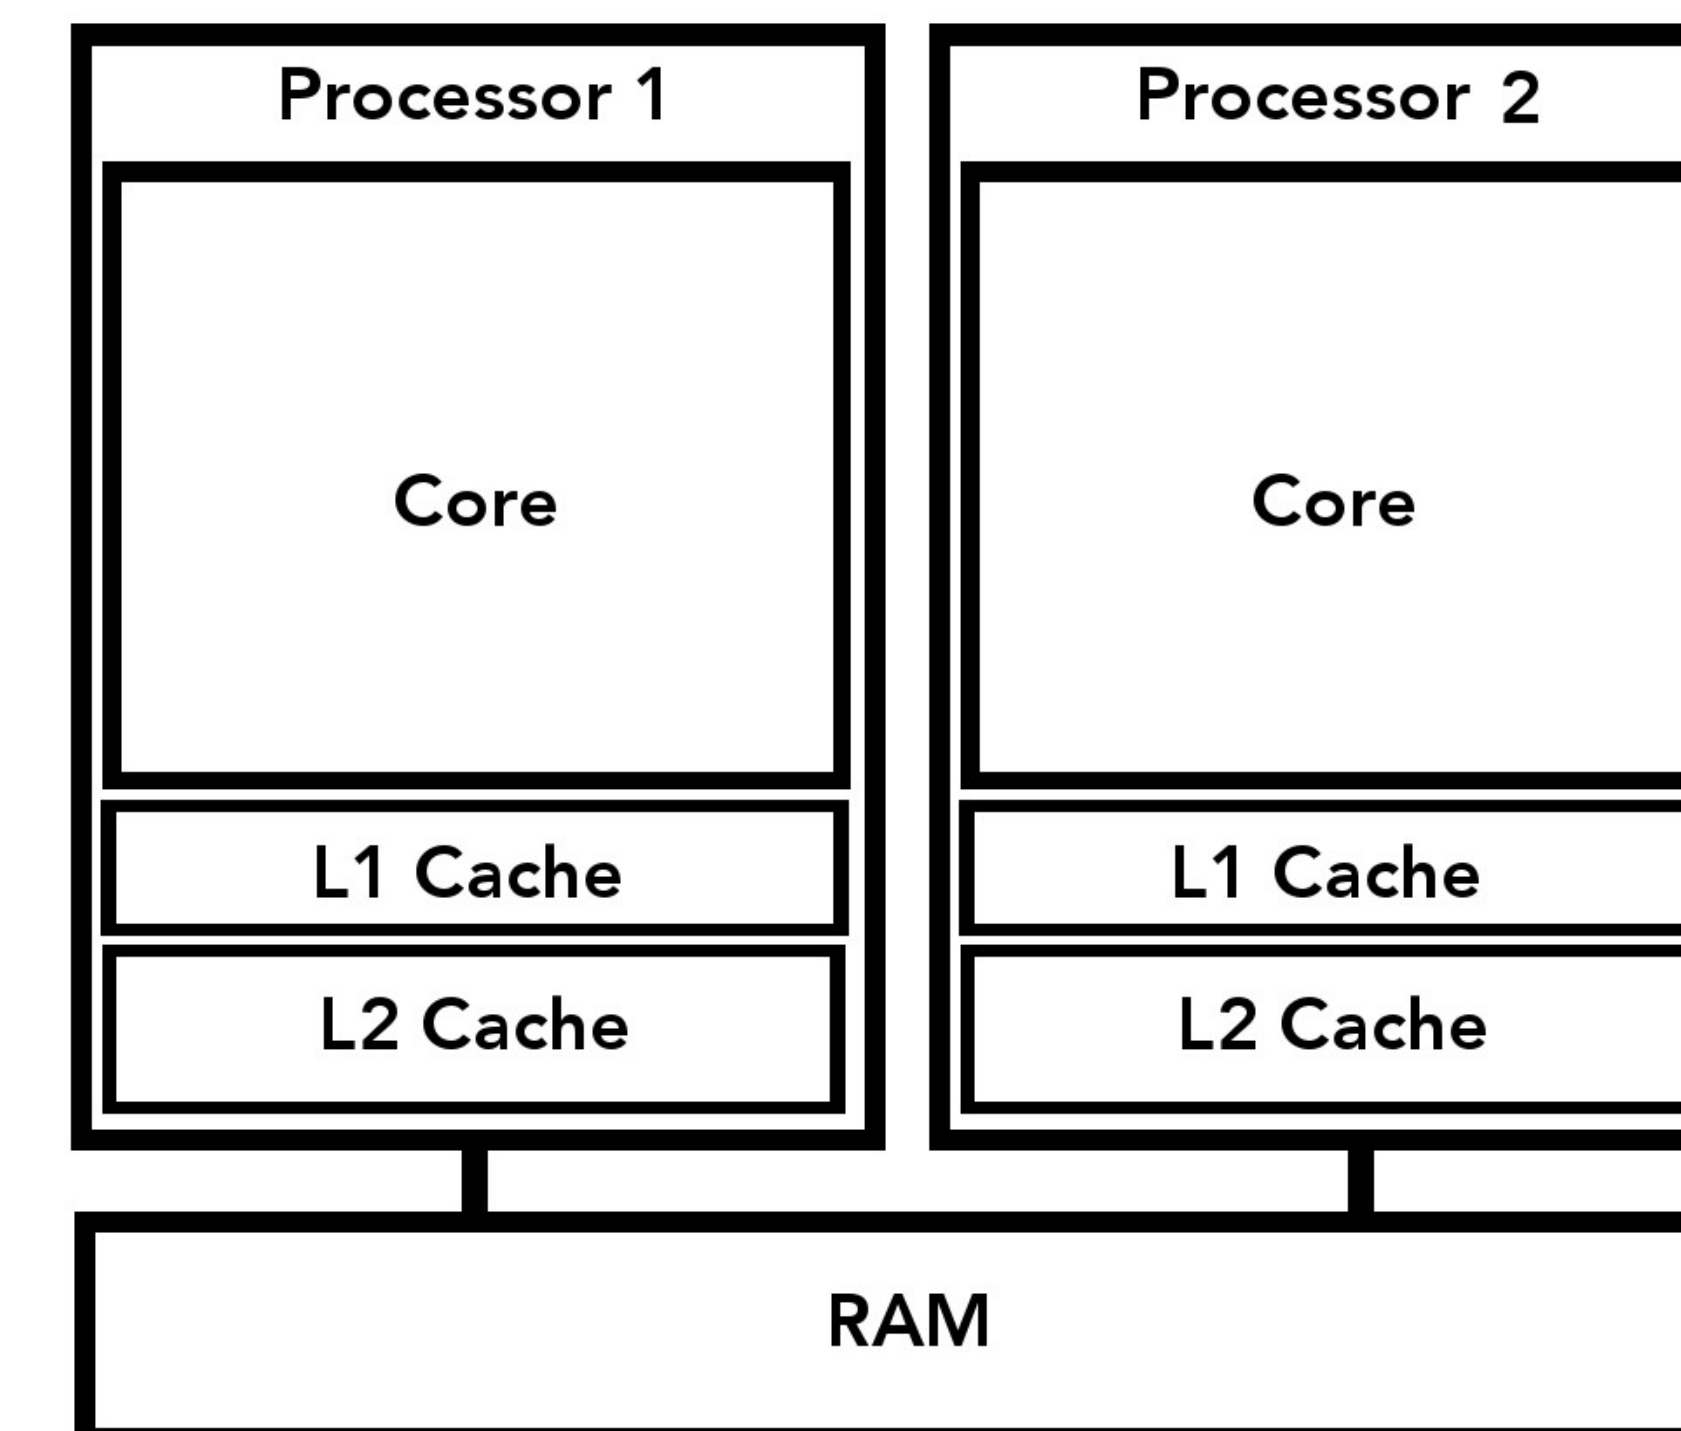 Processor 1
Processor 2
Core
Core
L1 Cache
L1 Cache
L2 Cache
L2 Cache
RAM